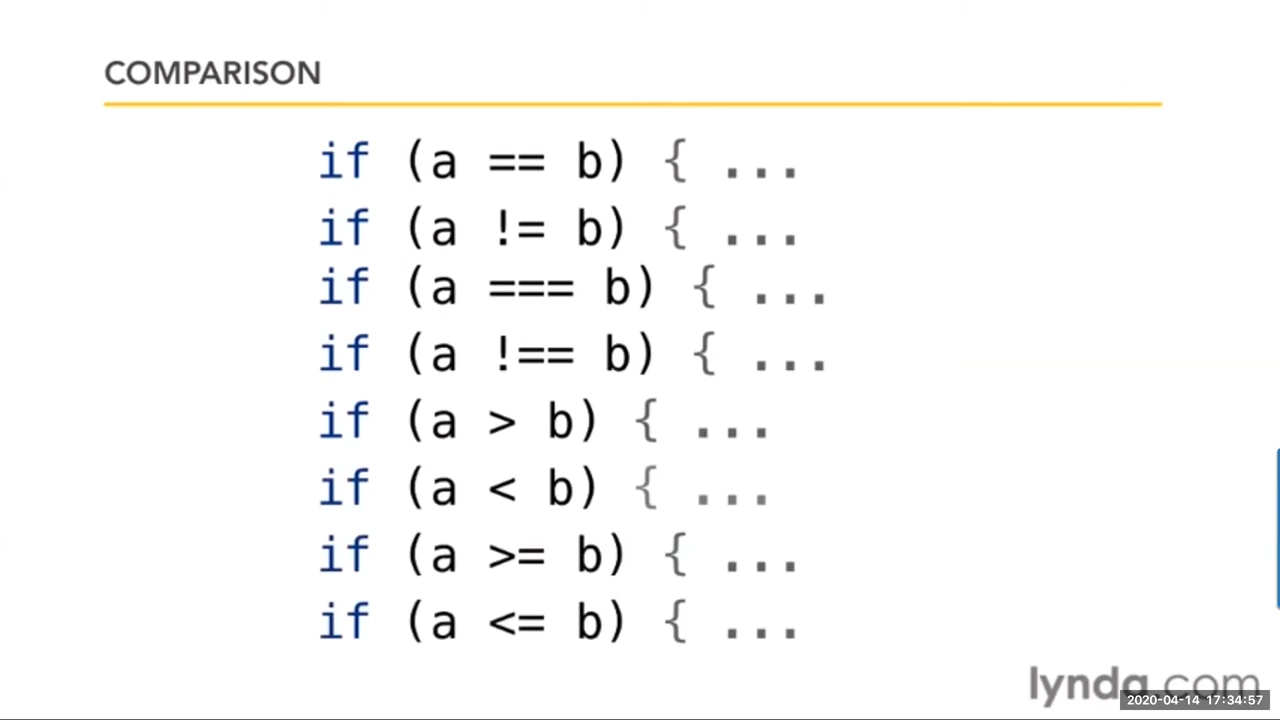 COMPARISON
if (a == b) { ...
if (a != b) { ...
if (a === b) { ...
if (a !== b) { ...
if (a > b) { ...
if (a < b) { ...
if (a >= b) { ...
if (a <= b) { ...
lynda.com
2020-04-14 17:34:57